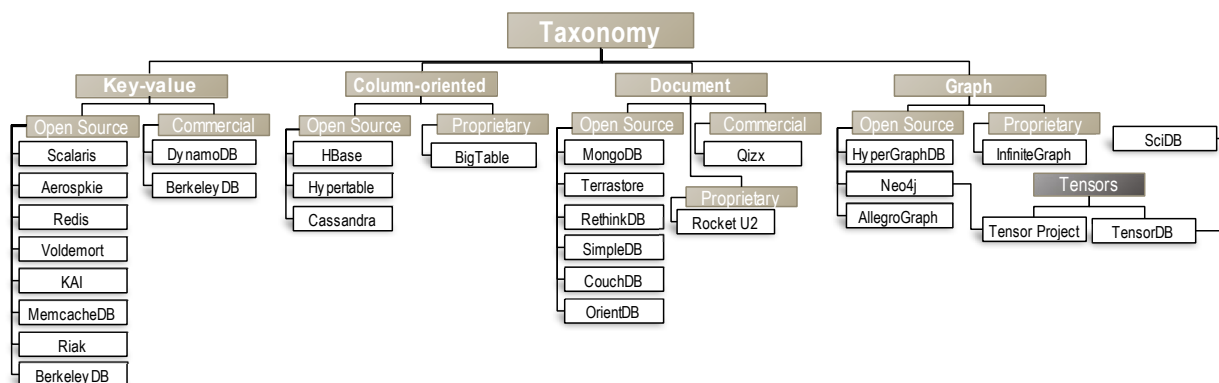 Taxonomy
Key-value
Column-oriented
Document
Graph
Open Source
Commercial
Open Source
Proprietary
Open Source
Commercial
Open Source
Proprietary
Scalaris
Aerospkie
Redis
Voldemort
KAI
MemcacheDB
Riak
Berkeley DB
DynamoDB
Berkeley DB
HBase
Hypertable
Cassandra
BigTable
MongoDB
Terrastore
RethinkDB
SimpleDB
CouchDB
OrientDB
Qizx
Proprietary
Rocket U2
HyperGraphDB
Neo4j
AllegroGraph
InfiniteGraph
SciDB
Tensors
Tensor Project
TensorDB